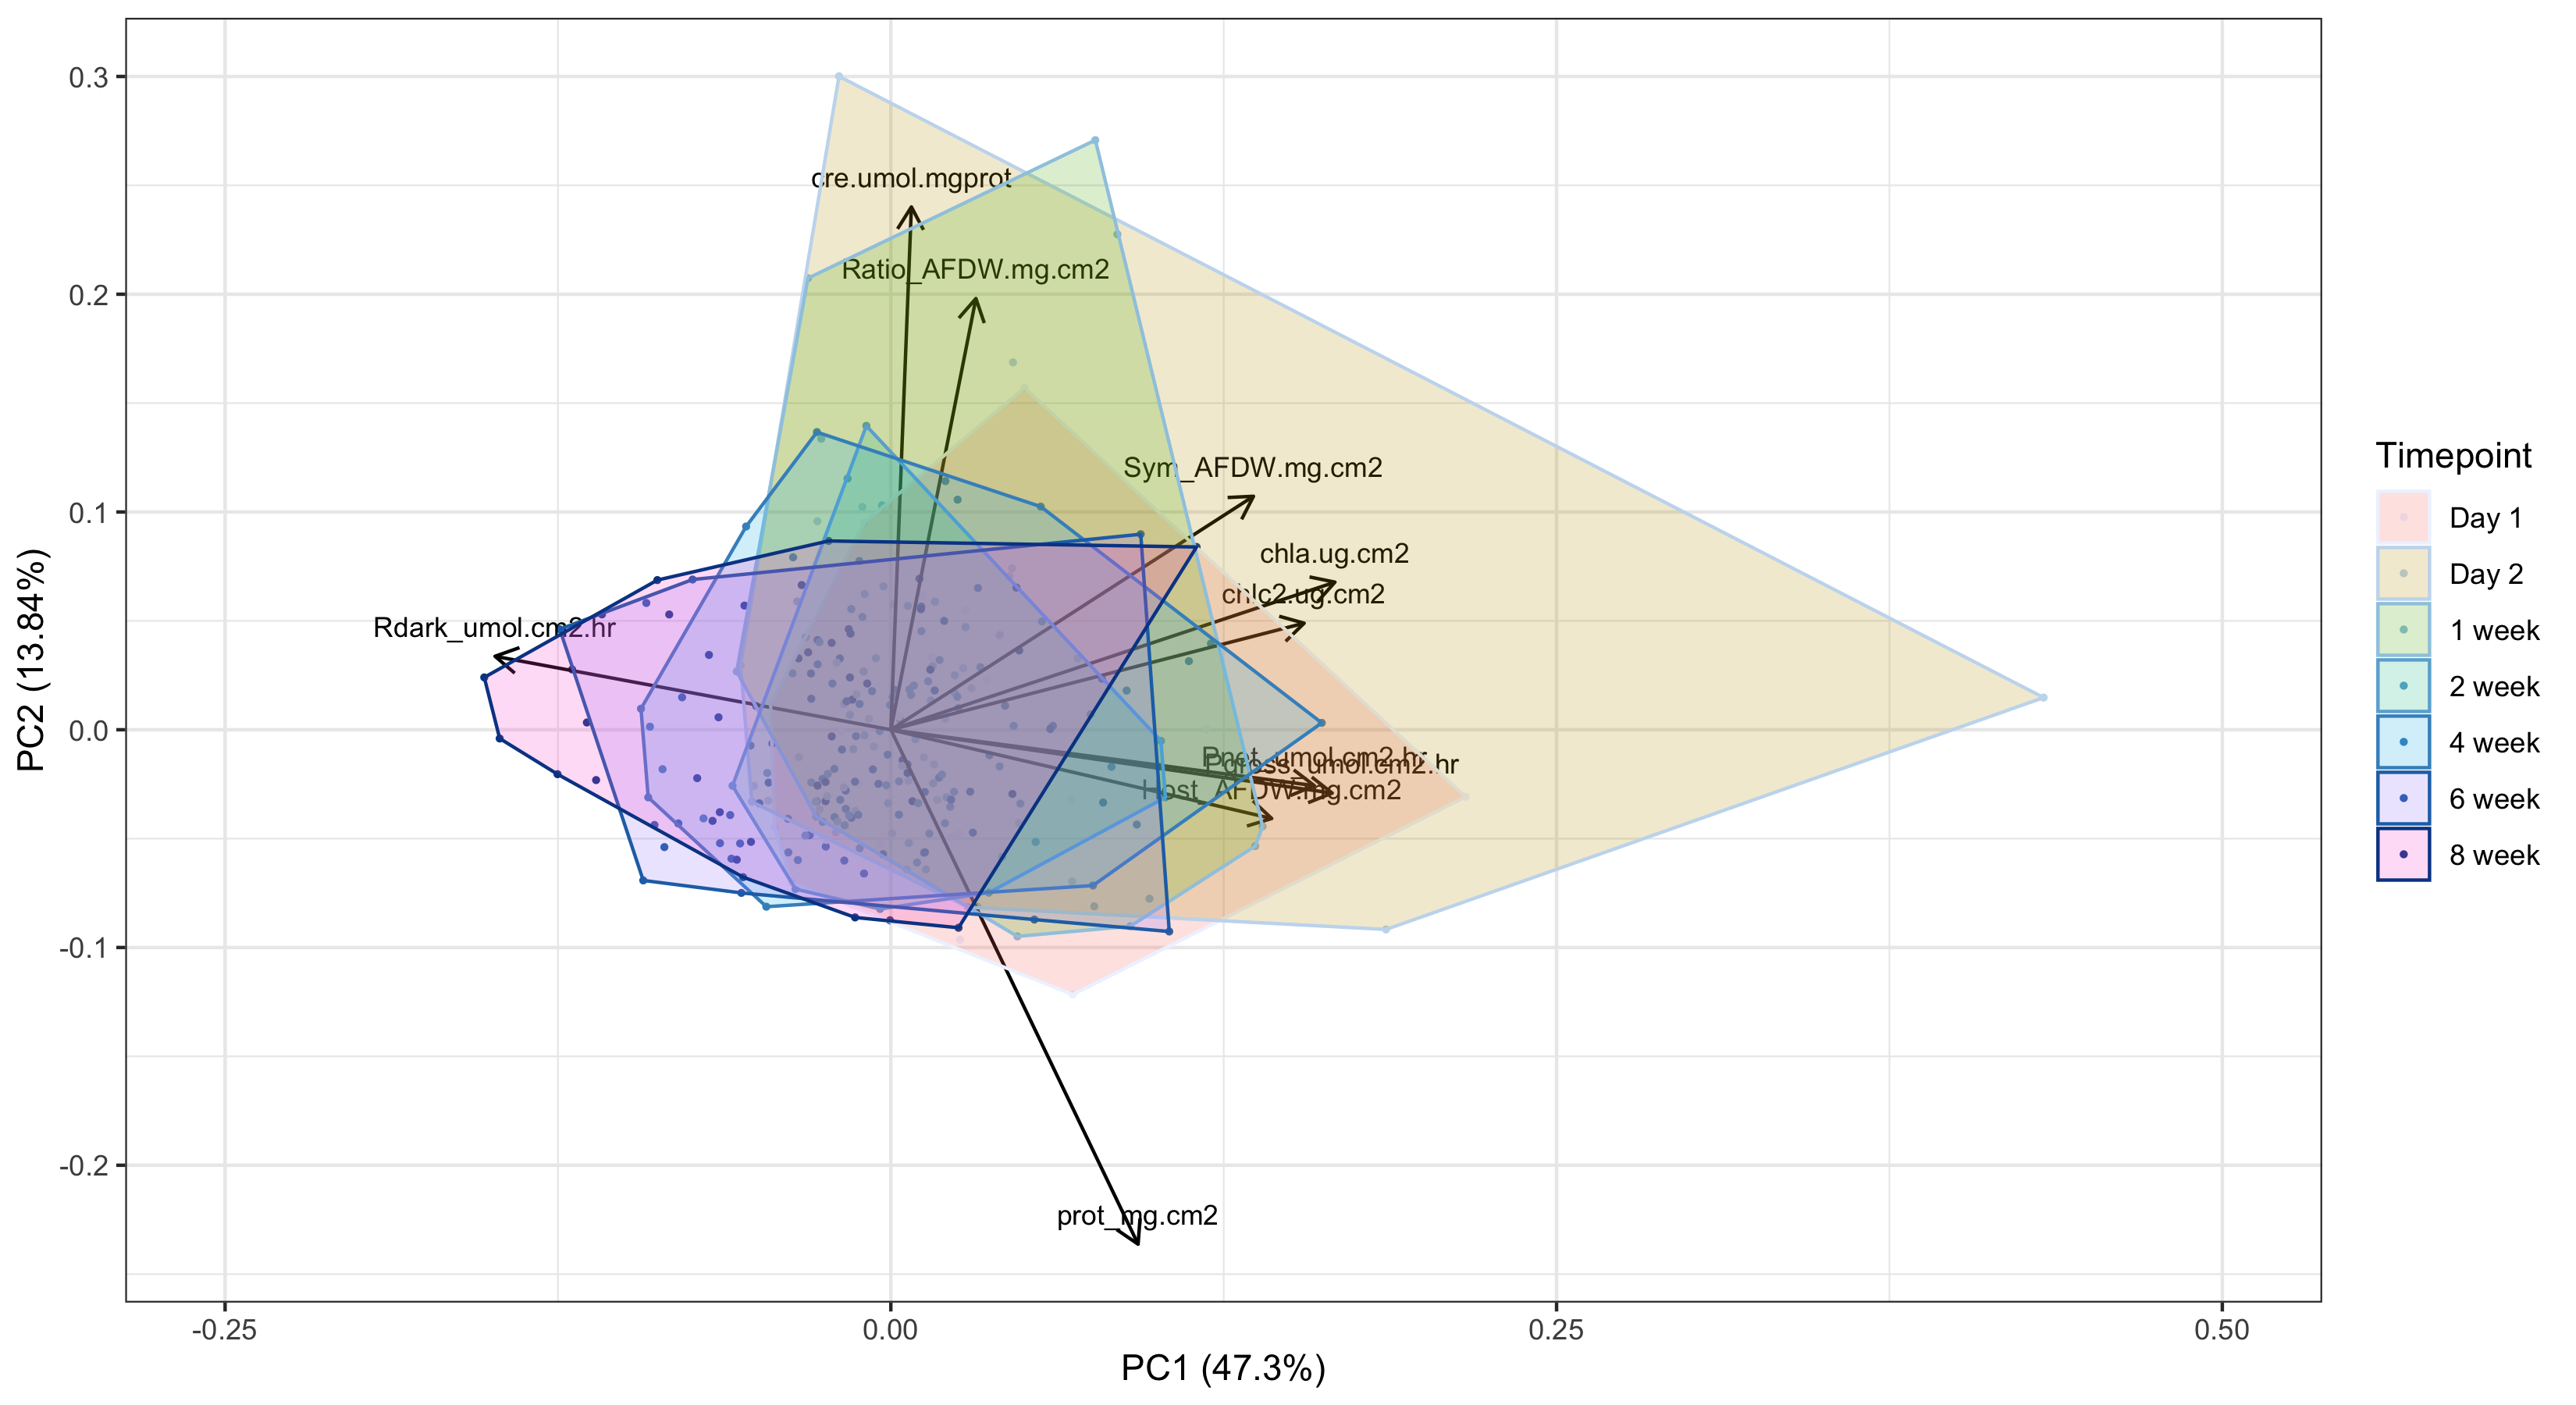 0.3
0.2
0.1
0.0
-0.1
-0.2
PC2 (13.84%)
cre.umol.mgprot
Ratio_AFDW.mg.cm2
Sym_AFDW.mg.cm2
chla.ug.cm2
chlc2.ug.cm2
Rdark_umol.cm2.hr
Pnet_umol.cm2.hr
Pgross_umol.cm2.hr
Host_AFDW.mg.cm2
prot_mg.cm2
-0.25
0.00
0.25
0.50
PC1 (47.3%)
Timepoint
Day 1
Day 2
1 week
2 week
4 week
6 week
8 week